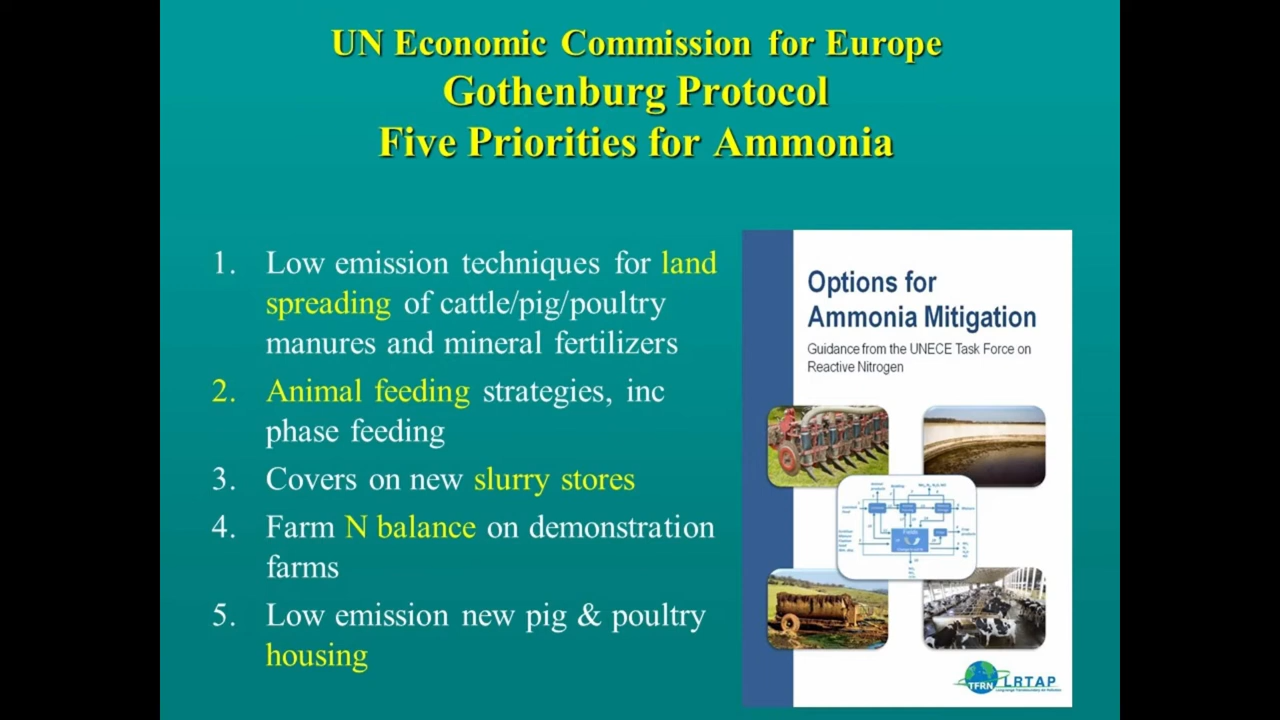 UN Economic Commission for Europe
Gothenburg Protocol
Five Priorities for Ammonia
1. Low emission techniques for land
spreading of cattle/pig/poultry
manures and mineral fertilizers
2. Animal feeding strategies, inc
phase feeding
3. Covers on new slurry stores
4. Farm N balance on demonstration
farms
5. Low emission new pig & poultry
housing
Options for
Ammonia Mitigation
Guidance from the UNECE Task Force on
Reactive Nitrogen
TFRN LRTAP